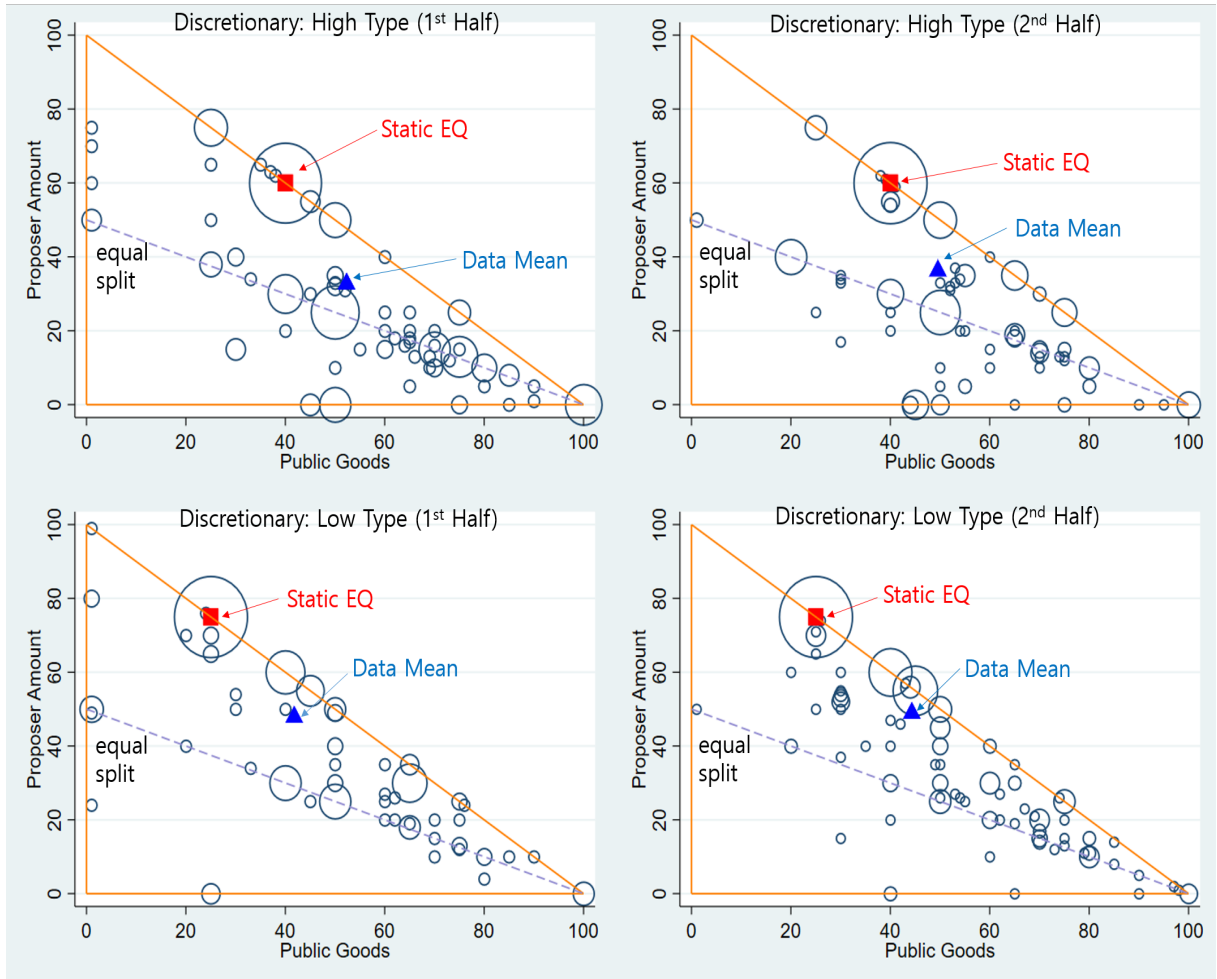 Discretionary: High Type (1st Half)
100
80
60
40
20
0
Proposer Amount
Static EQ
Data Mean
equal
split
0 20 40 60 80 100
Public Goods
Discretionary: High Type (2nd Half)
100
80
60
40
20
0
Proposer Amount
Static EQ
Data Mean
equal
split
0 20 40 60 80 100
Public Goods
Discretionary: Low Type (1st Half)
100
80
60
40
20
0
Proposer Amount
Static EQ
Data Mean
equal
split
0 20 40 60 80 100
Public Goods
Discretionary: Low Type (2nd Half)
100
80
60
40
20
0
Proposer Amount
Static EQ
Data Mean
equal
split
0 20 40 60 80 100
Public Goods